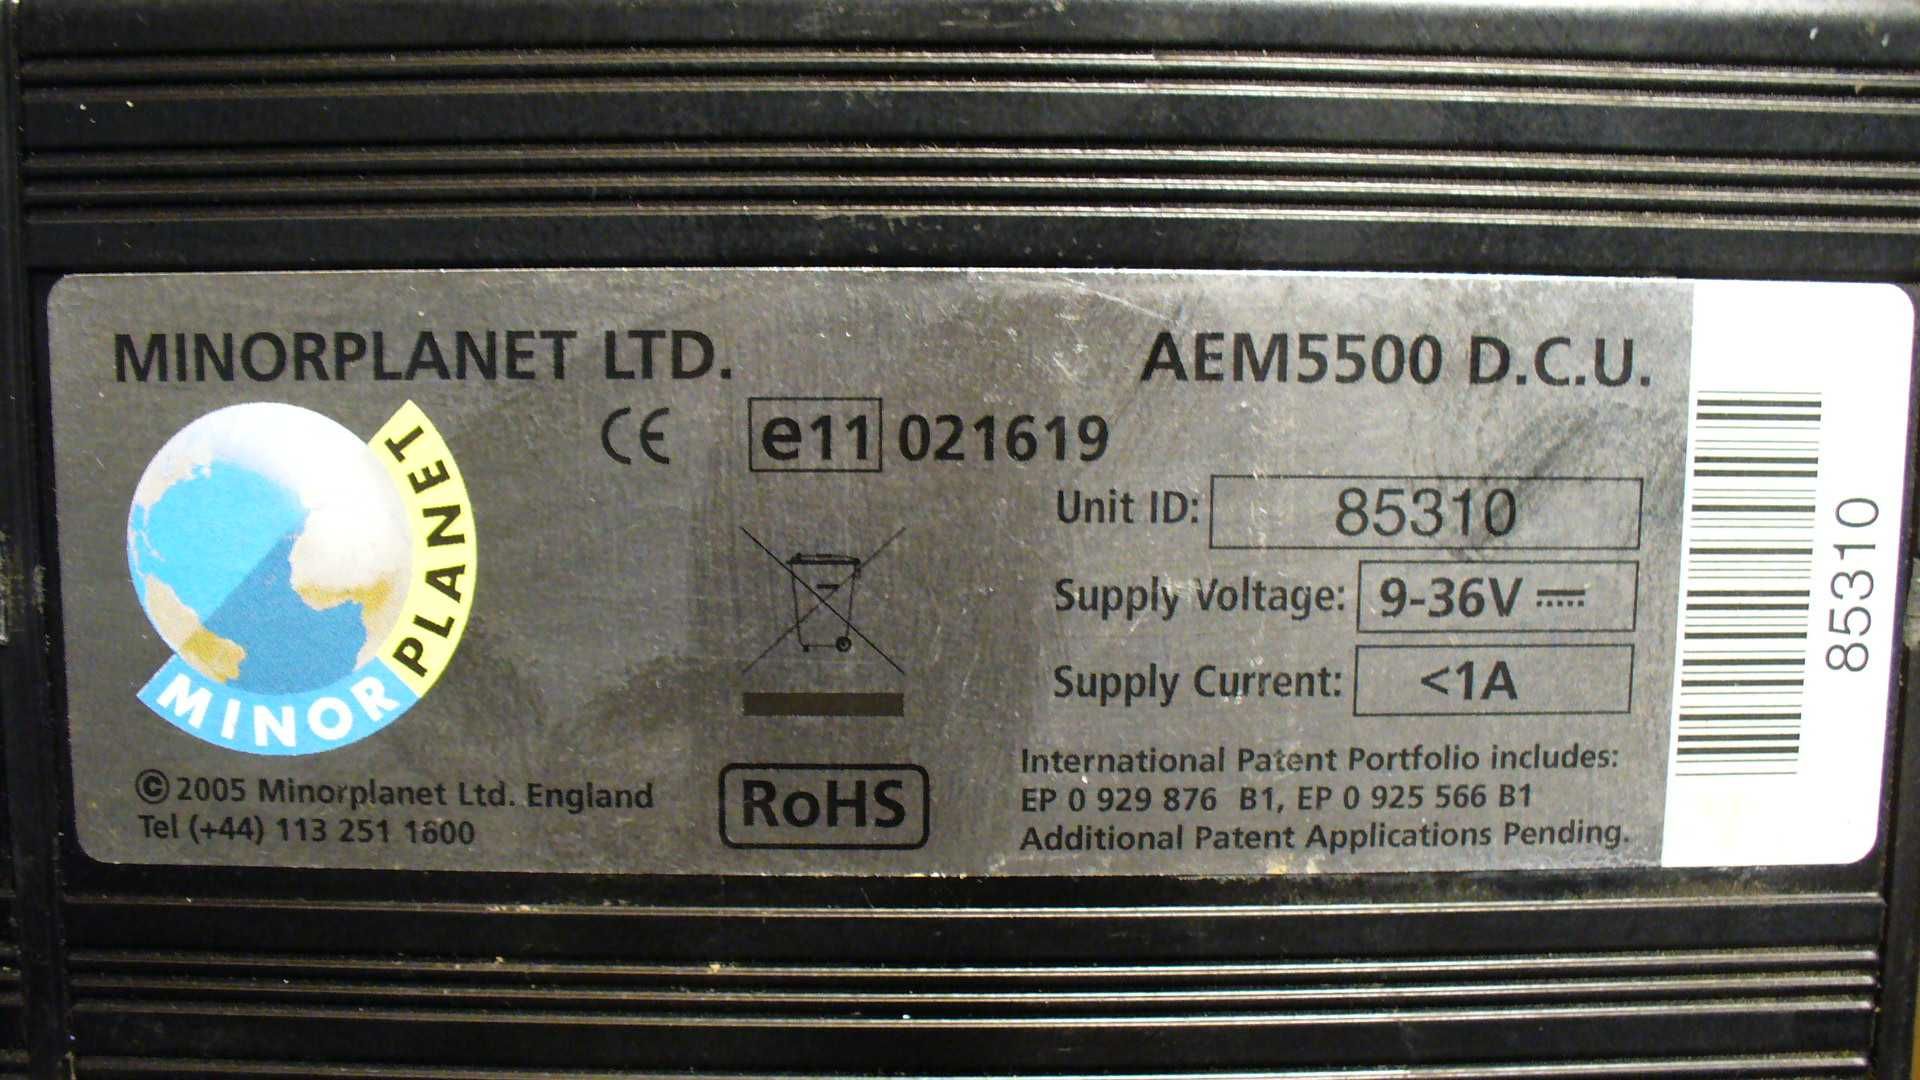 MINORPLANET LTD.
AEM5500 D.C.U.
CE e11 021619
MINOR PLANET
Unit ID: 85310
Supply Voltage: 9-36V
Supply Current: <1A
RoHS
© 2005 Minorplanet Ltd. England
Tel (+44) 113 251 1600
International Patent Portfolio includes:
EP 0 929 876 B1, EP 0 925 566 B1
Additional Patent Applications Pending.
85310